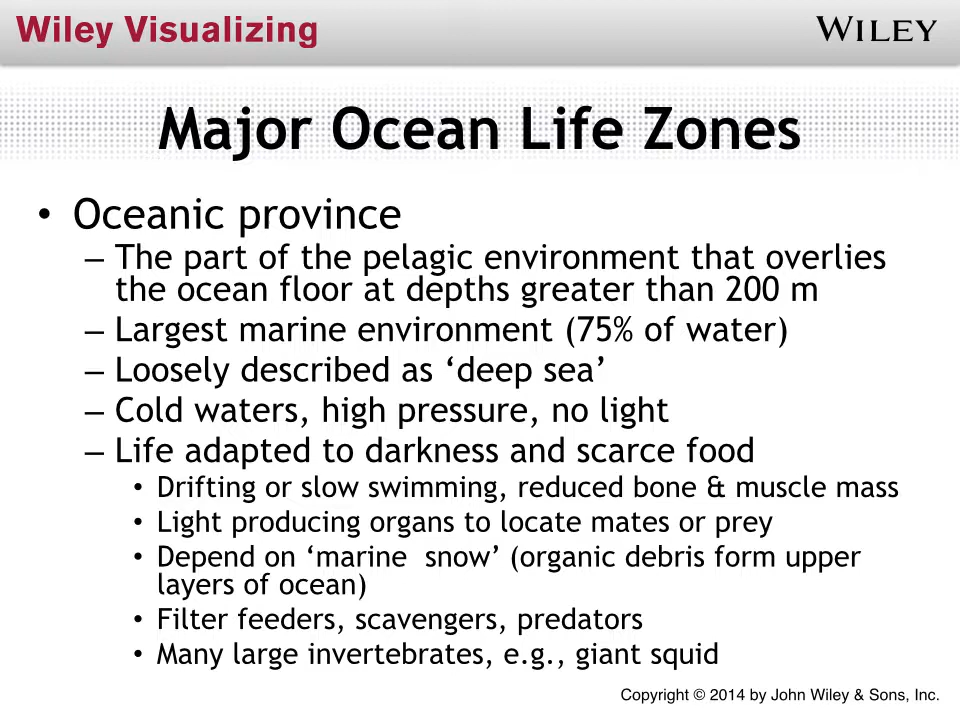 Wiley Visualizing
WILEY
Major Ocean Life Zones
• Oceanic province
– The part of the pelagic environment that overlies
the ocean floor at depths greater than 200 m
– Largest marine environment (75% of water)
– Loosely described as ‘deep sea’
– Cold waters, high pressure, no light
– Life adapted to darkness and scarce food
• Drifting or slow swimming, reduced bone & muscle mass
• Light producing organs to locate mates or prey
• Depend on ‘marine  snow’ (organic debris form upper
layers of ocean)
• Filter feeders, scavengers, predators
• Many large invertebrates, e.g., giant squid
Copyright © 2014 by John Wiley & Sons, Inc.